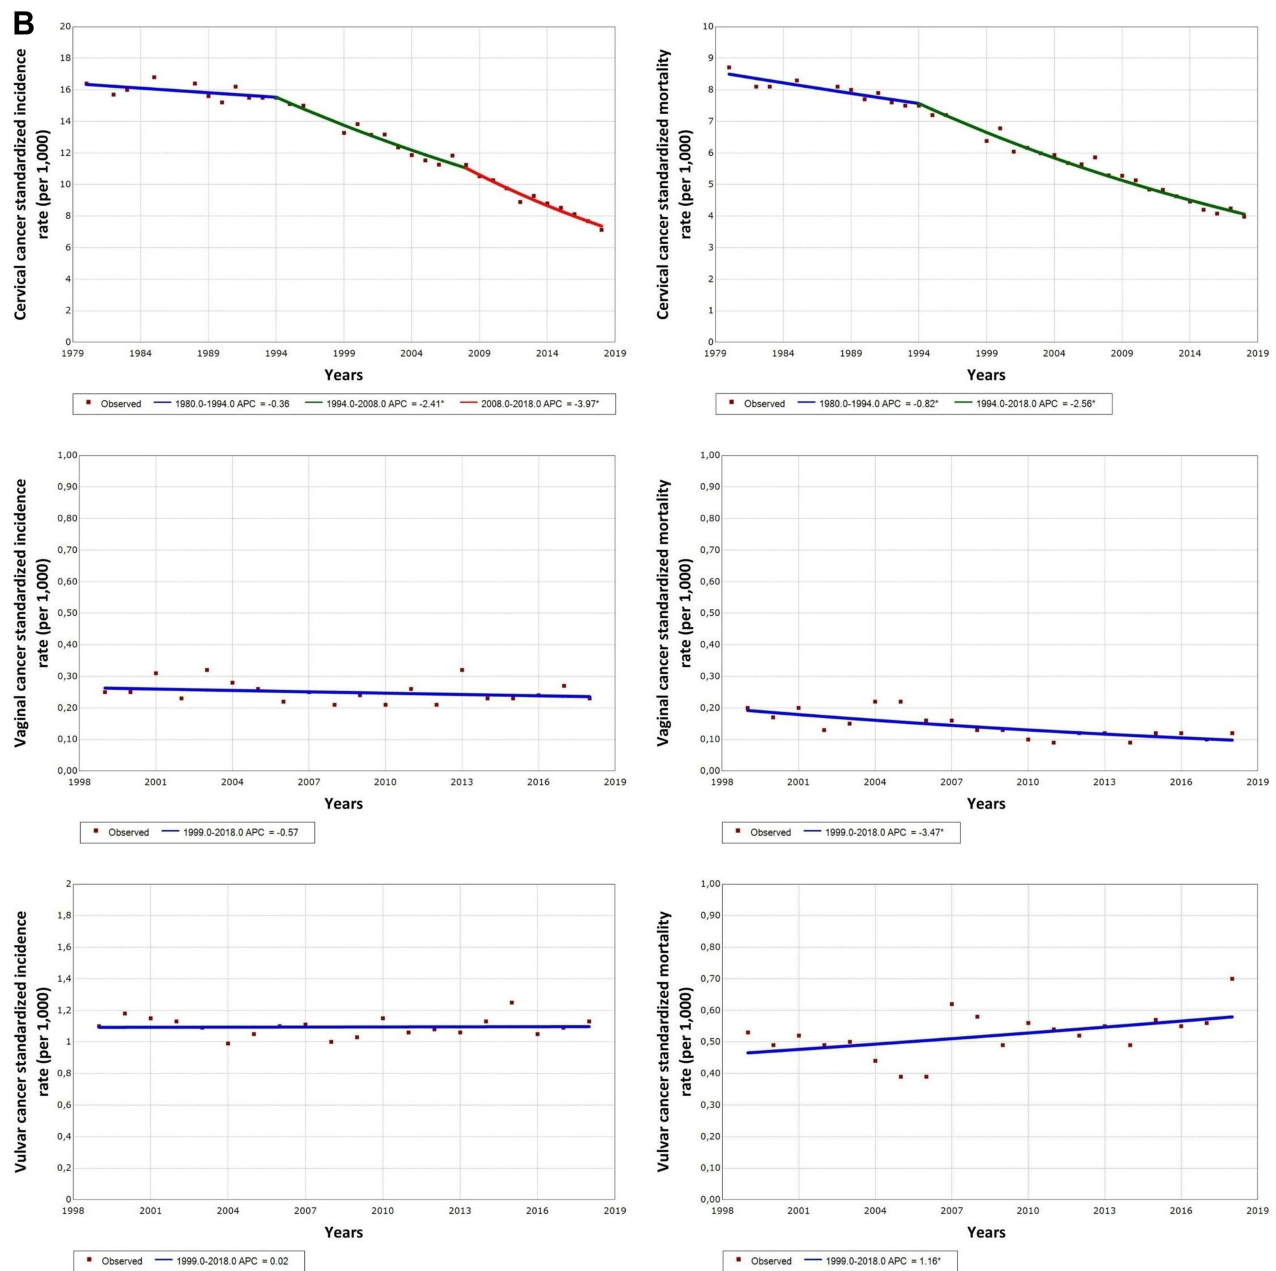 B
Cervical cancer standardized incidence
rate (per 1,000)
20
18
16
14
12
10
8
6
4
2
0
1979 1984 1989 1994 1999 2004 2009 2014 2019
Years
Observed 1980.0-1994.0 APC = -0.36 1994.0-2008.0 APC = -2.41* 2008.0-2018.0 APC = -3.97*
Cervical cancer standardized mortality
rate (per 1,000)
10
9
8
7
6
5
4
3
2
1
0
1979 1984 1989 1994 1999 2004 2009 2014 2019
Years
Observed 1980.0-1994.0 APC = -0.82* 1994.0-2018.0 APC = -2.56*
Vaginal cancer standardized incidence
rate (per 1,000)
1,00
0,90
0,80
0,70
0,60
0,50
0,40
0,30
0,20
0,10
0,00
1998 2001 2004 2007 2010 2013 2016 2019
Years
Observed 1999.0-2018.0 APC = -0.57
Vaginal cancer standardized mortality
rate (per 1,000)
1,00
0,90
0,80
0,70
0,60
0,50
0,40
0,30
0,20
0,10
0,00
1998 2001 2004 2007 2010 2013 2016 2019
Years
Observed 1999.0-2018.0 APC = -3.47*
Vulvar cancer standardized incidence
rate (per 1,000)
2
1,8
1,6
1,4
1,2
1
0,8
0,6
0,4
0,2
0
1998 2001 2004 2007 2010 2013 2016 2019
Years
Observed 1999.0-2018.0 APC = 0.02
Vulvar cancer standardized mortality
rate (per 1,000)
1,00
0,90
0,80
0,70
0,60
0,50
0,40
0,30
0,20
0,10
0,00
1998 2001 2004 2007 2010 2013 2016 2019
Years
Observed 1999.0-2018.0 APC = 1.16*